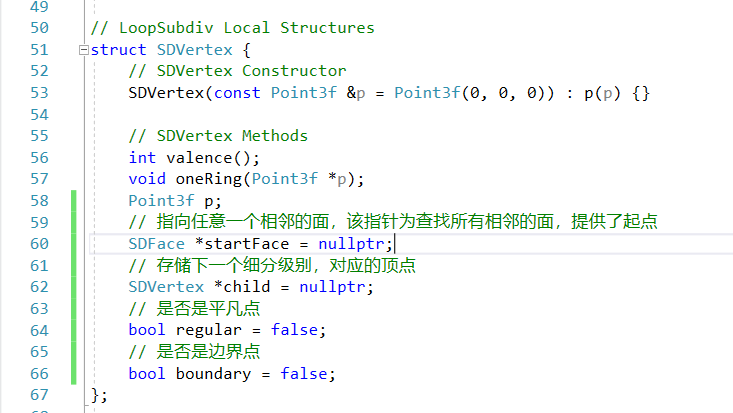 49
50 // LoopSubdiv Local Structures
51 struct SDVertex {
52 // SDVertex Constructor
53 SDVertex(const Point3f &p = Point3f(0, 0, 0)) : p(p) {}
54
55 // SDVertex Methods
56 int valence();
57 void oneRing(Point3f *p);
58 Point3f p;
59 // 指向任意一个相邻的面，该指针为查找所有相邻的面，提供了起点
60 SDFace *startFace = nullptr;
61 // 存储下一个细分级别，对应的顶点
62 SDVertex *child = nullptr;
63 // 是否是平凡点
64 bool regular = false;
65 // 是否是边界点
66 bool boundary = false;
67 };